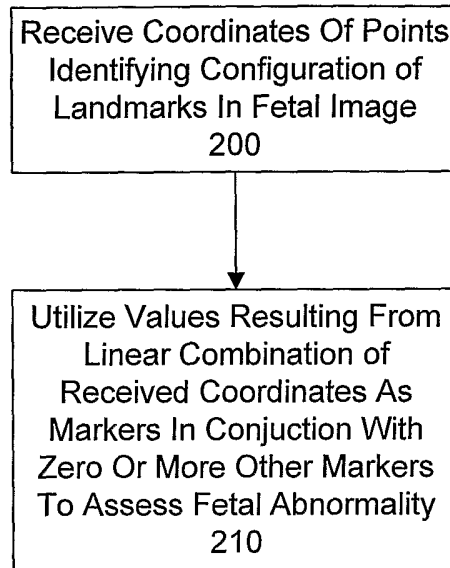 Receive Coordinates Of Points
Identifying Configuration of
Landmarks In Fetal Image
200
Utilize Values Resulting From
Linear Combination of
Received Coordinates As
Markers In Conjuction With
Zero Or More Other Markers
To Assess Fetal Abnormality
210